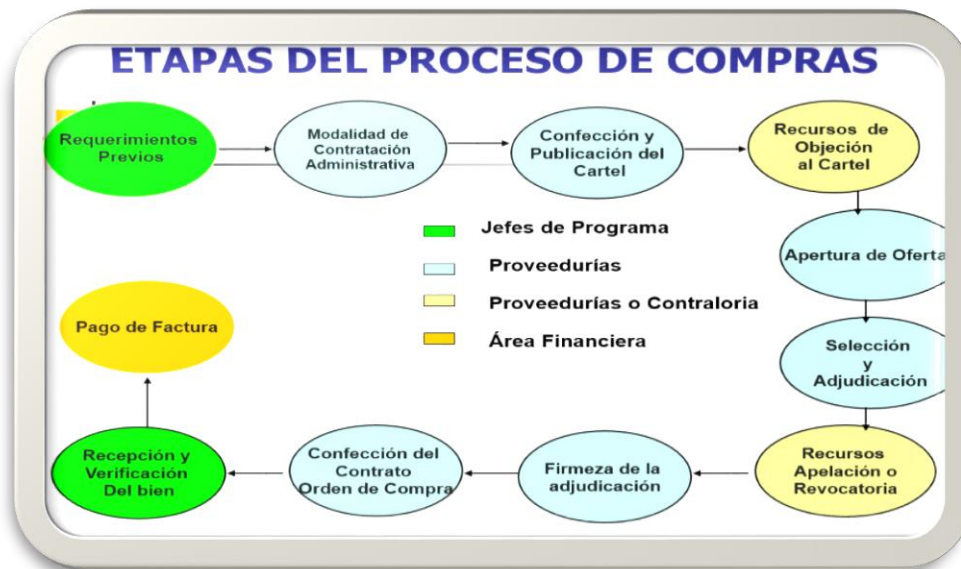 ETAPAS DEL PROCESO DE COMPRAS
Requerimientos
Previos
Modalidad de
Contratación
Administrativa
Confección y
Publicación del
Cartel
Recursos de
Objeción
al Cartel
Jefes de Programa
Proveedurías
Proveedurías o Contraloria
Área Financiera
Apertura de Oferta
Selección
y
Adjudicación
Recursos
Apelación o
Revocatoria
Firmeza de la
adjudicación
Confección del
Contrato
Orden de Compra
Recepción y
Verificación
Del bien
Pago de Factura